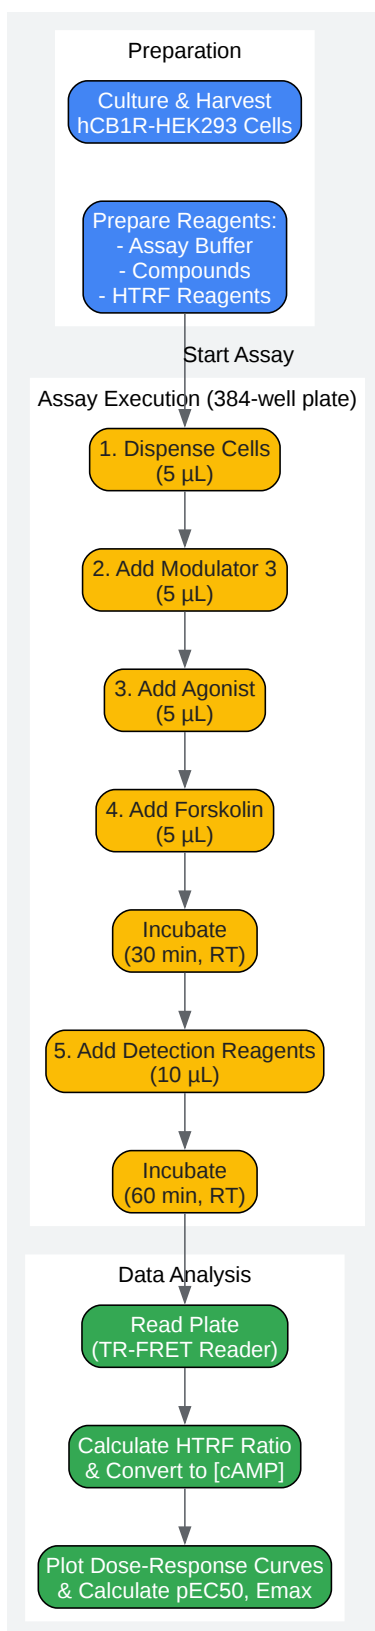 Preparation
Culture & Harvest
hCB1R-HEK293 Cells
Prepare Reagents:
- Assay Buffer
- Compounds
- HTRF Reagents
Start Assay
Assay Execution (384-well plate)
1. Dispense Cells
(5 µL)
2. Add Modulator 3
(5 µL)
3. Add Agonist
(5 µL)
4. Add Forskolin
(5 µL)
Incubate
(30 min, RT)
5. Add Detection Reagents
(10 µL)
Incubate
(60 min, RT)
Data Analysis
Read Plate
(TR-FRET Reader)
Calculate HTRF Ratio
& Convert to [cAMP]
Plot Dose-Response Curves
& Calculate pEC50, Emax